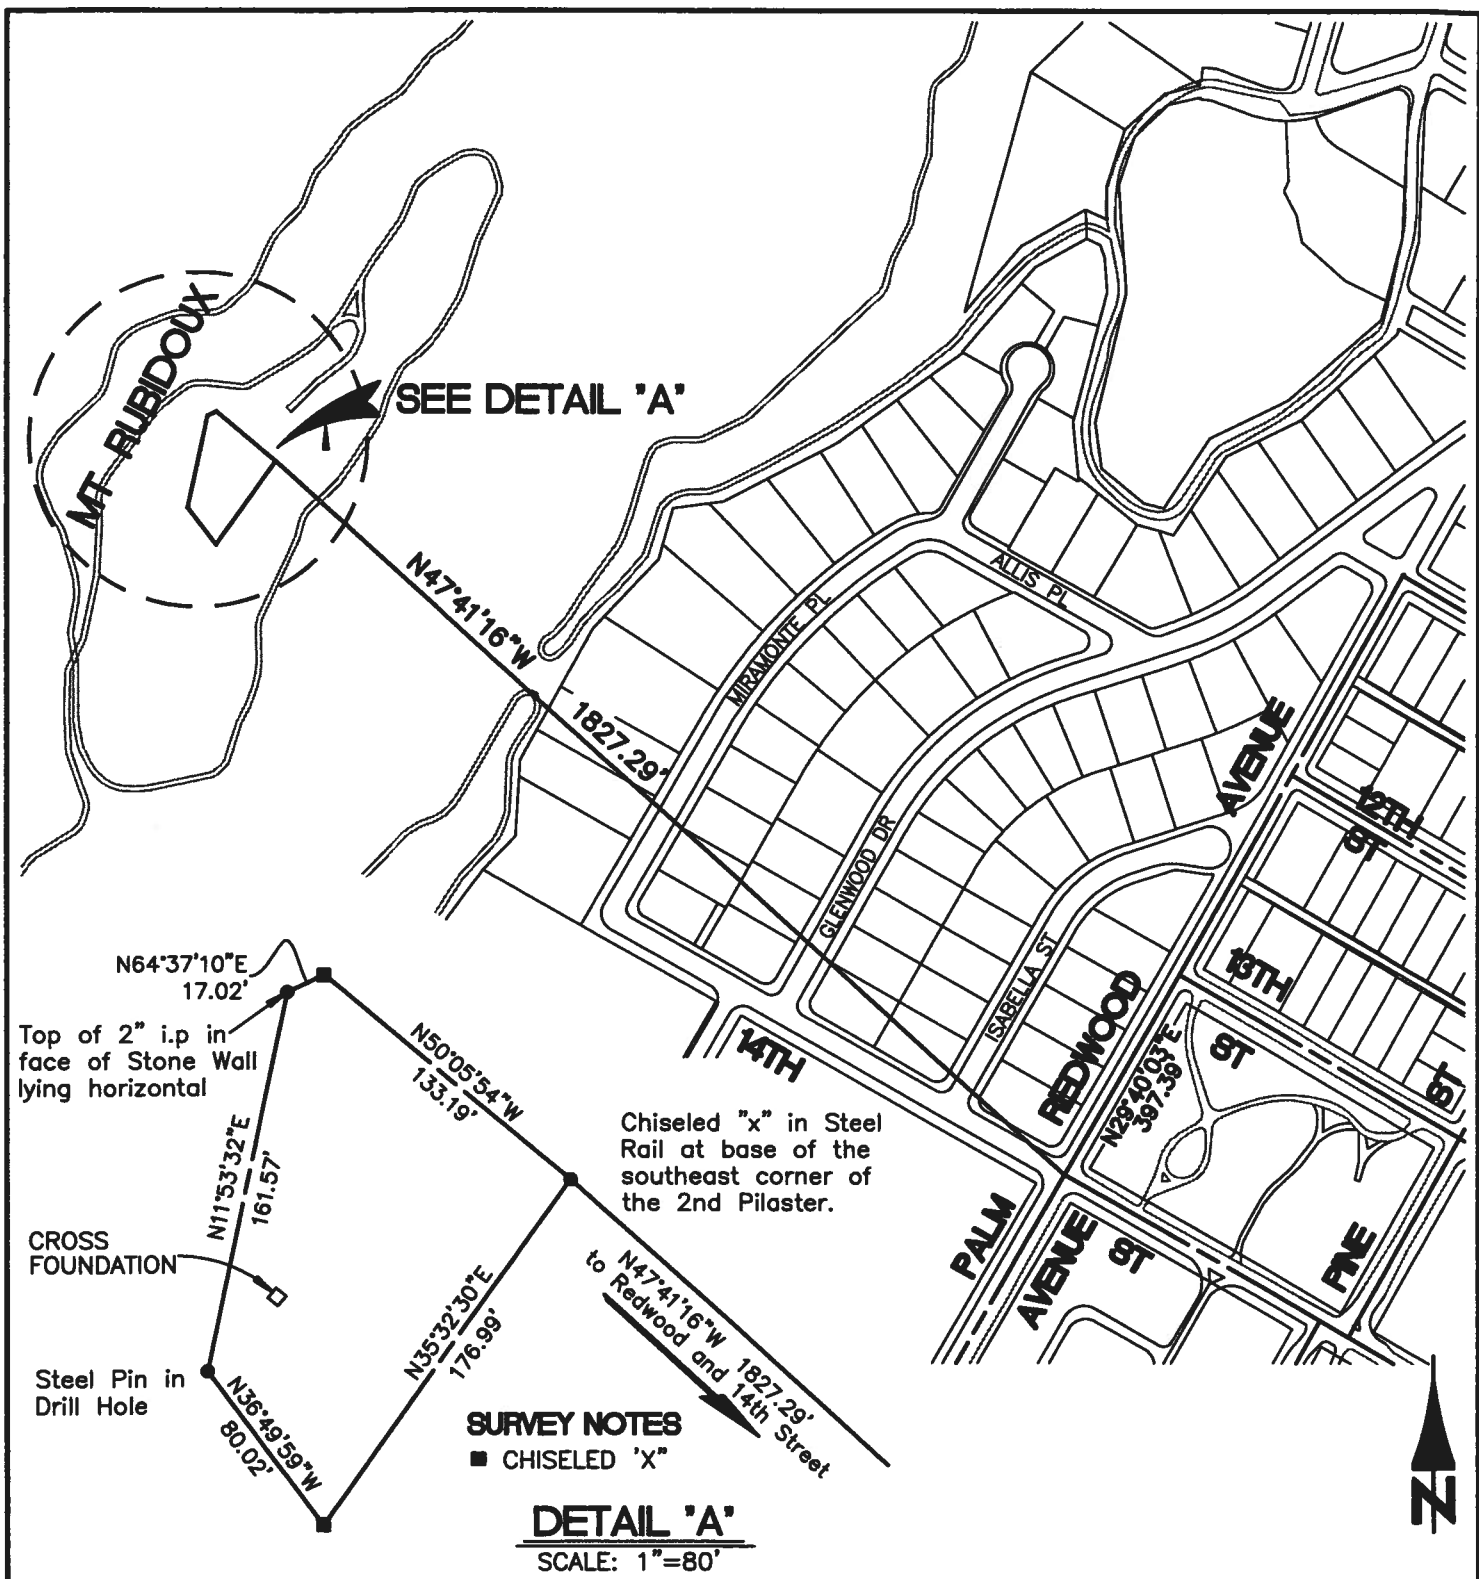 MT RUBIDOUX
SEE DETAIL "A"
N47°41'16"W
1827.29'
MIRAMONTE PL
ALLIS PL
GLENWOOD DR
ISABELLA ST
REDWOOD
AVENUE
12TH
ST
13TH
ST
ST
14TH
ST
N29°40'03"E
397.39'
PALM
AVENUE
PINE
N64°37'10"E
17.02'
Top of 2" i.p in
face of Stone Wall
lying horizontal
N50°05'54"W
133.19'
N11°53'32"E
161.57'
Chiseled "x" in Steel
Rail at base of the
southeast corner of
the 2nd Pilaster.
CROSS
FOUNDATION
N35°32'30"E
176.99'
N47°41'16"W 1827.29'
to Redwood and 14th Street
Steel Pin in
Drill Hole
N36°49'59"W
80.02'
SURVEY NOTES
CHISELED 'X"
DETAIL "A"
SCALE: 1"=80'
N